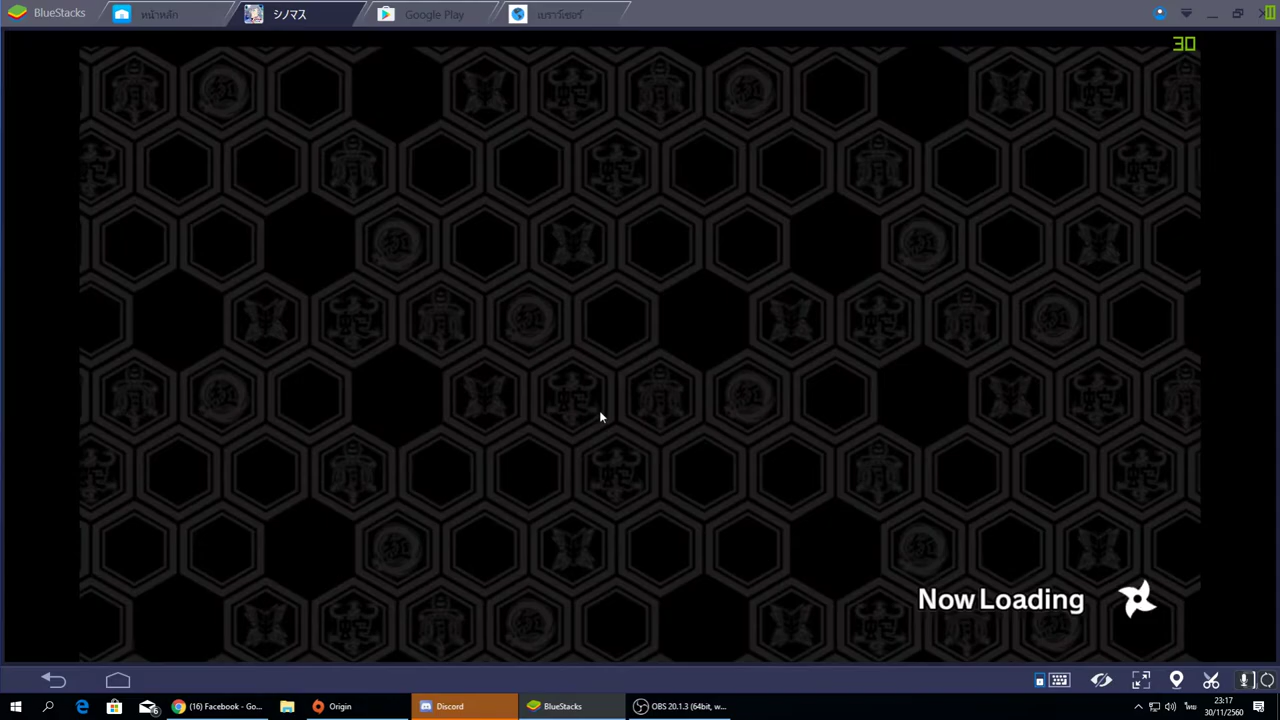 BlueStacks
หน้าหลัก
シノマス
Google Play
เบราว์เซอร์
30
Now Loading
(16) Facebook - Go...
Origin
Discord
BlueStacks
OBS 20.1.3 (64bit, w...
23:17
30/11/2560